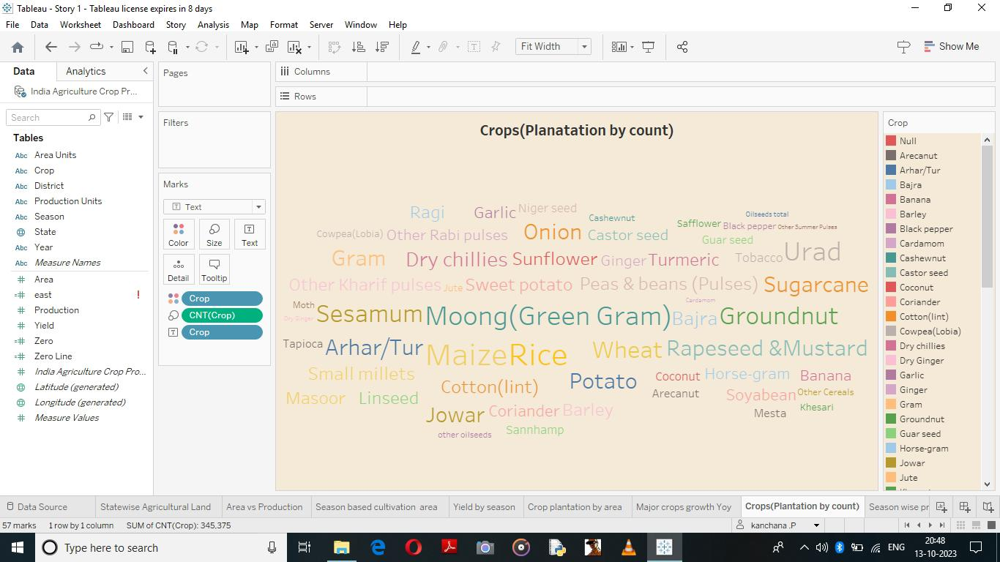 Tableau - Story 1 - Tableau license expires in 8 days
File Data Worksheet Dashboard Story Analysis Map Format Server Window Help
Fit Width
Show Me
Data Analytics
India Agriculture Crop Pr...
Search
Tables
Abc Area Units
Abc Crop
Abc District
Abc Production Units
Abc Season
State
Abc Year
Abc Measure Names
Area
east !
Production
Yield
Zero
Zero Line
India Agriculture Crop Pro...
Latitude (generated)
Longitude (generated)
Measure Values
Pages
Filters
Marks
Text
Color Size Text
Detail Tooltip
Crop
CNT(Crop)
Crop
Columns
Rows
Crops(Planatation by count)
Ragi Garlic Niger seed Cashewnut Oilseeds total
Cowpea(Lobia) Other Rabi pulses Onion Castor seed Safflower Black pepper Other Summer Pulses
Guar seed
Gram Dry chillies Sunflower Ginger Turmeric Tobacco Urad
Other Kharif pulses Jute Sweet potato Peas & beans (Pulses) Sugarcane
Moth Cardamom
Dry Ginger Sesamum Moong(Green Gram) Bajra Groundnut
Tapioca Arhar/Tur Maize Rice Wheat Rapeseed &Mustard
Small millets Cotton(lint) Potato Coconut Horse-gram Banana
Masoor Linseed Arecanut Soyabean Other Cereals
Jowar Coriander Barley Mesta Khesari
other oilseeds Sannhamp
Crop
Null
Arecanut
Arhar/Tur
Bajra
Banana
Barley
Black pepper
Cardamom
Cashewnut
Castor seed
Coconut
Coriander
Cotton(lint)
Cowpea(Lobia)
Dry chillies
Dry Ginger
Garlic
Ginger
Gram
Groundnut
Guar seed
Horse-gram
Jowar
Jute
Data Source Statewise Agricultural Land Area vs Production Season based cultivation area Yield by season Crop plantation by area Major crops growth Yoy Crops(Plantation by count) Season wise pr
57 marks 1 row by 1 column SUM of CNT(Crop): 345,375 kanchana .P
Type here to search
ENG
20:48
13-10-2023